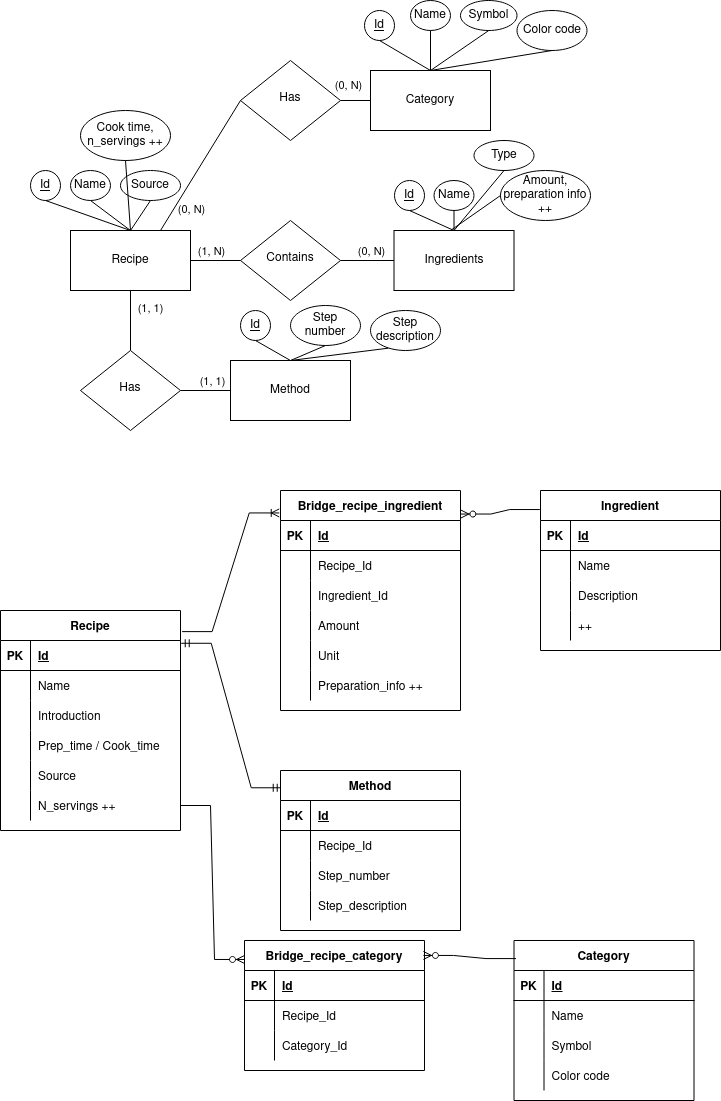 Id
Name
Symbol
Color code
Has
(0, N)
Category
Cook time,
n_servings ++
Id
Name
Source
(0, N)
Type
Id
Name
Amount,
preparation info
++
Recipe
(1, N)
Contains
(0, N)
Ingredients
(1, 1)
Id
Step
number
Step
description
Has
(1, 1)
Method
Bridge_recipe_ingredient
PK Id
Recipe_Id
Ingredient_Id
Amount
Unit
Preparation_info ++
Ingredient
PK Id
Name
Description
++
Recipe
PK Id
Name
Introduction
Prep_time / Cook_time
Source
N_servings ++
Method
PK Id
Recipe_Id
Step_number
Step_description
Bridge_recipe_category
PK Id
Recipe_Id
Category_Id
Category
PK Id
Name
Symbol
Color code